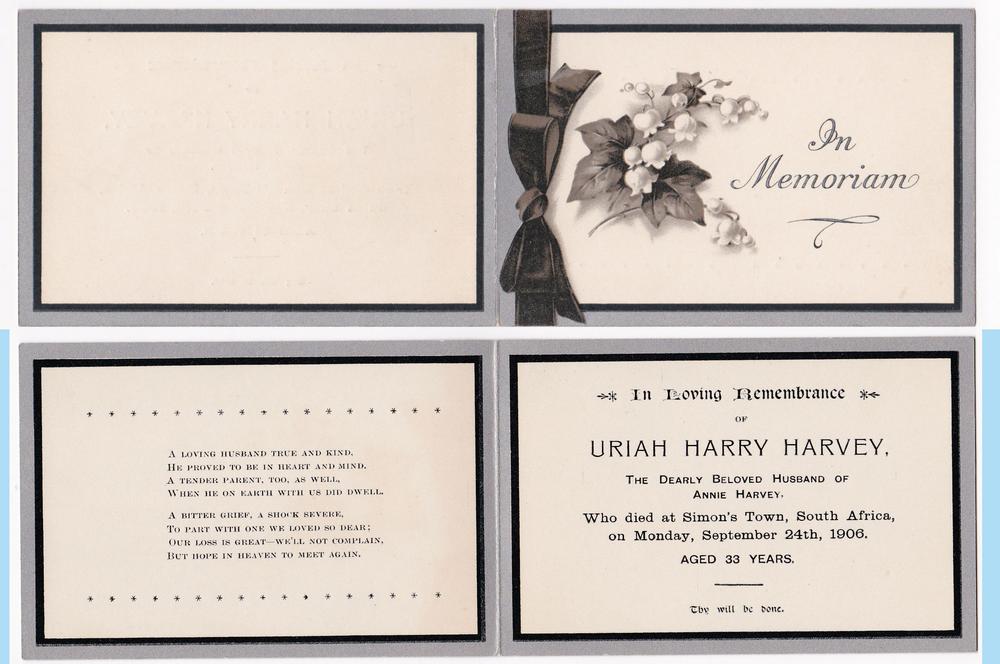 In
Memoriam
A LOVING HUSBAND TRUE AND KIND,
HE PROVED TO BE IN HEART AND MIND.
A TENDER PARENT, TOO, AS WELL,
WHEN HE ON EARTH WITH US DID DWELL.
A BITTER GRIEF, A SHOCK SEVERE,
TO PART WITH ONE WE LOVED SO DEAR;
OUR LOSS IS GREAT—WE'LL NOT COMPLAIN,
BUT HOPE IN HEAVEN TO MEET AGAIN.
In Loving Remembrance
OF
URIAH HARRY HARVEY,
THE DEARLY BELOVED HUSBAND OF
ANNIE HARVEY,
Who died at Simon's Town, South Africa,
on Monday, September 24th, 1906.
AGED 33 YEARS.
Thy will be done.